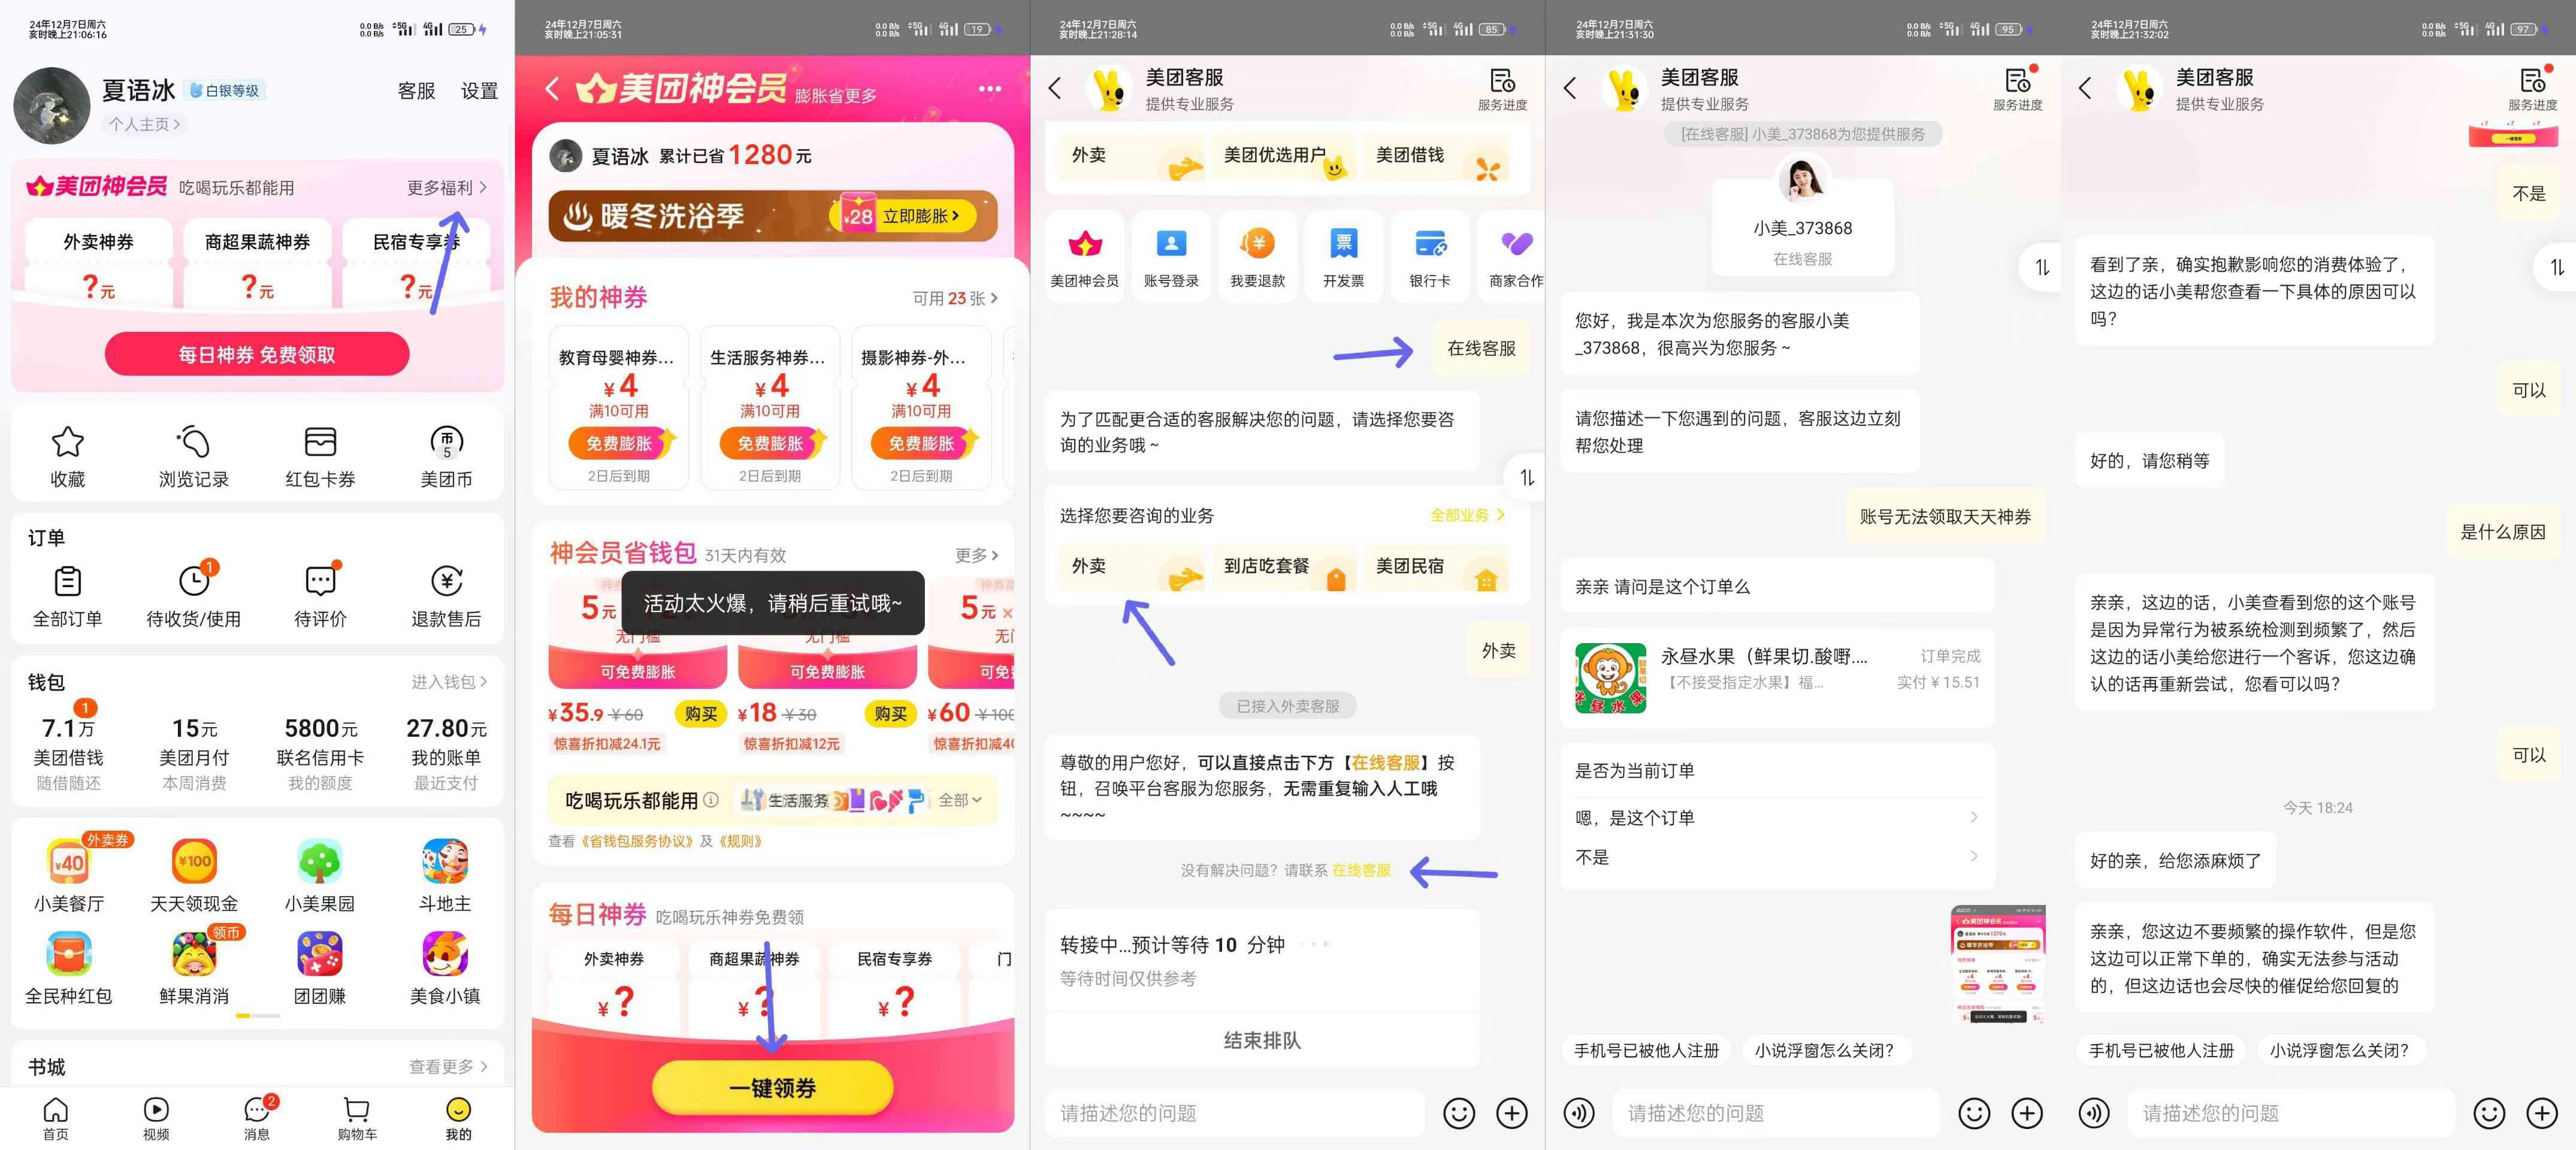 24年12月7日周六
亥时晚上21:06:16
0.0 B/s
0.0 B/s
5G
4G
25
夏语冰
白银等级
客服
设置
个人主页
美团神会员
吃喝玩乐都能用
更多福利
外卖神券
商超果蔬神券
民宿专享券
?元
?元
?元
每日神券 免费领取
币
5
收藏
浏览记录
红包卡券
美团币
订单
1
全部订单
待收货/使用
待评价
退款售后
钱包
进入钱包
1
7.1万
15元
5800元
27.80元
美团借钱
美团月付
联名信用卡
我的账单
随借随还
本周消费
我的额度
最近支付
外卖券
¥40
¥100
小美餐厅
天天领现金
小美果园
斗地主
领币
全民种红包
鲜果消消
团团赚
美食小镇
书城
查看更多
2
首页
视频
消息
购物车
我的
24年12月7日周六
亥时晚上21:05:31
0.0 B/s
0.0 B/s
5G
4G
19
美团神会员
膨胀省更多
夏语冰 累计已省1280元
暖冬洗浴季
¥28
立即膨胀
我的神券
可用 23 张
教育母婴神券...
生活服务神券...
摄影神券-外...
¥4
¥4
¥4
满10可用
满10可用
满10可用
免费膨胀
免费膨胀
免费膨胀
2日后到期
2日后到期
2日后到期
神会员省钱包
31天内有效
更多
5元
5元 ×
活动太火爆，请稍后重试哦~
无门槛
无门槛
可免费膨胀
可免费膨胀
¥35.9 ¥60
购买
¥18 ¥30
购买
¥60 ¥100
惊喜折扣减24.1元
惊喜折扣减12元
吃喝玩乐都能用
生活服务
全部
查看《省钱包服务协议》及《规则》
每日神券
吃喝玩乐神券免费领
外卖神券
商超果蔬神券
民宿专享券
门
¥?
¥?
¥?
一键领券
24年12月7日周六
亥时晚上21:28:14
0.0 B/s
0.0 B/s
5G
4G
85
美团客服
提供专业服务
服务进度
外卖
美团优选用户
美团借钱
票
美团神会员
账号登录
我要退款
开发票
银行卡
商家合作
在线客服
为了匹配更合适的客服解决您的问题，请选择您要咨
询的业务哦～
选择您要咨询的业务
全部业务
外卖
到店吃套餐
美团民宿
外卖
已接入外卖客服
尊敬的用户您好，可以直接点击下方【在线客服】按
钮，召唤平台客服为您服务，无需重复输入人工哦
~~~~
没有解决问题？请联系 在线客服
转接中...预计等待 10 分钟
等待时间仅供参考
结束排队
请描述您的问题
24年12月7日周六
亥时晚上21:31:30
0.0 B/s
0.0 B/s
5G
4G
95
美团客服
提供专业服务
服务进度
[在线客服] 小美_373868为您提供服务
小美_373868
在线客服
您好，我是本次为您服务的客服小美
_373868，很高兴为您服务～
请您描述一下您遇到的问题，客服这边立刻
帮您处理
账号无法领取天天神券
亲亲 请问是这个订单么
永昼水果（鲜果切.酸嘢....
订单完成
【不接受指定水果】福...
实付 ¥ 15.51
是否为当前订单
嗯，是这个订单
不是
手机号已被他人注册
小说浮窗怎么关闭？
请描述您的问题
24年12月7日周六
亥时晚上21:32:02
0.0 B/s
0.0 B/s
5G
4G
97
美团客服
提供专业服务
服务进度
不是
看到了亲，确实抱歉影响您的消费体验了，
这边的话小美帮您查看一下具体的原因可以
吗？
可以
好的，请您稍等
是什么原因
亲亲，这边的话，小美查看到您的这个账号
是因为异常行为被系统检测到频繁了，然后
这边的话小美给您进行一个客诉，您这边确
认的话再重新尝试，您看可以吗？
可以
今天 18:24
好的亲，给您添麻烦了
亲亲，您这边不要频繁的操作软件，但是您
这边可以正常下单的，确实无法参与活动
的，但这边话也会尽快的催促给您回复的
手机号已被他人注册
小说浮窗怎么关闭？
请描述您的问题